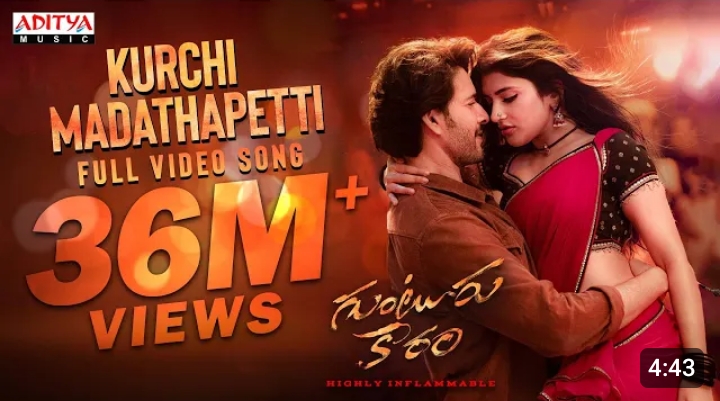 ADITYA
MUSIC
KURCHI
MADATHAPETTI
FULL VIDEO SONG
36M+
VIEWS
గుంటూరు
కారం
HIGHLY INFLAMMABLE
4:43